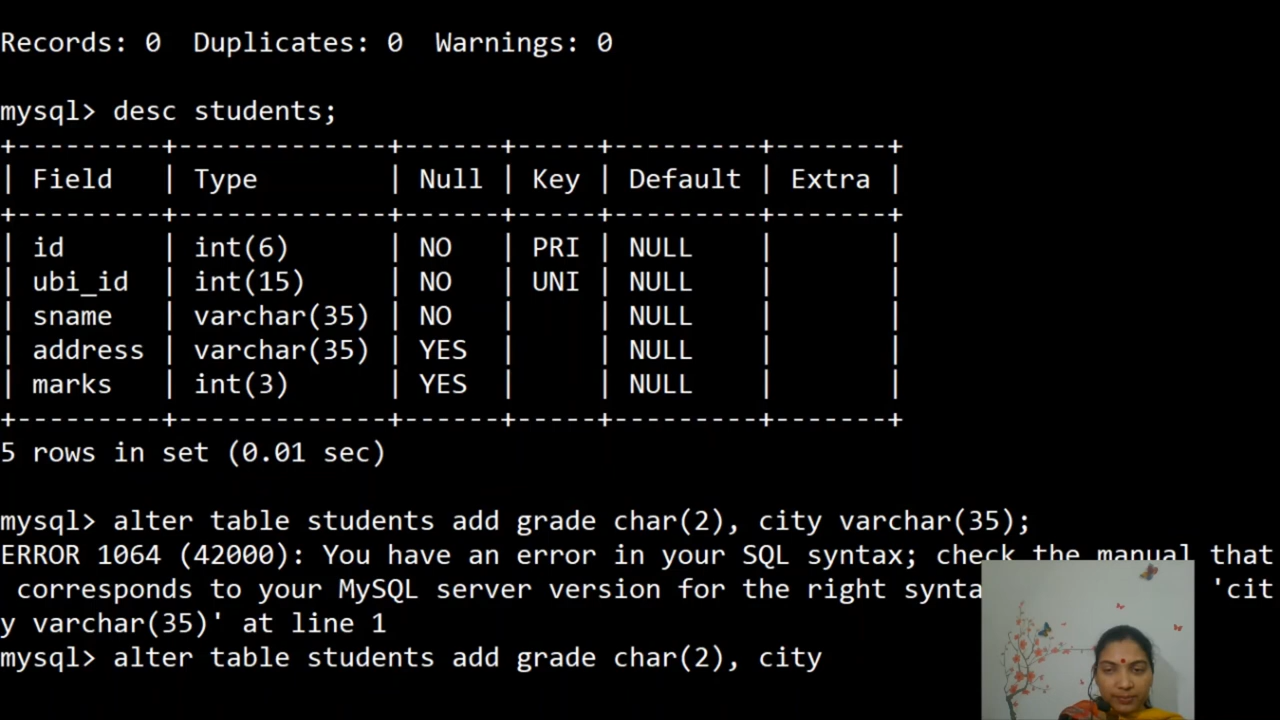 Records: 0  Duplicates: 0  Warnings: 0
mysql> desc students;
+---------+-------------+------+-----+---------+-------+
| Field   | Type        | Null | Key | Default | Extra |
+---------+-------------+------+-----+---------+-------+
| id      | int(6)      | NO   | PRI | NULL    |       |
| ubi_id  | int(15)     | NO   | UNI | NULL    |       |
| sname   | varchar(35) | NO   |     | NULL    |       |
| address | varchar(35) | YES  |     | NULL    |       |
| marks   | int(3)      | YES  |     | NULL    |       |
+---------+-------------+------+-----+---------+-------+
5 rows in set (0.01 sec)
mysql> alter table students add grade char(2), city varchar(35);
ERROR 1064 (42000): You have an error in your SQL syntax; check the manual that
corresponds to your MySQL server version for the right 'cit
y varchar(35)' at line 1
mysql> alter table students add grade char(2), city